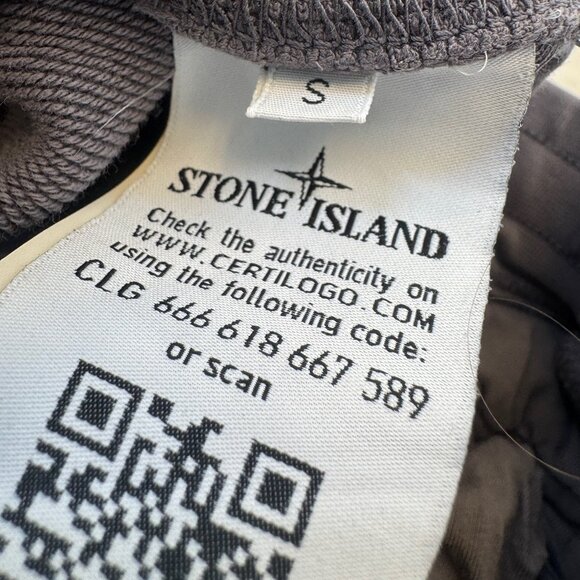 S
STONE ISLAND
Check the authenticity on
WWW.CERTILOGO.COM
using the following code:
CLG 666 618 667 589
or scan